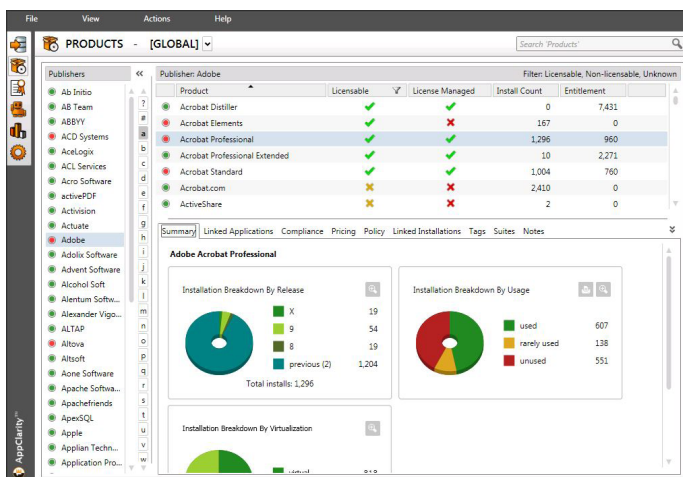 File View Actions Help
PRODUCTS - [GLOBAL]
Search 'Products'
Publishers
Ab Initio
AB Team
ABBYY
ACD Systems
AceLogix
ACL Services
Acro Software
activePDF
Activision
Actuate
Adobe
Adolix Software
Advent Software
Alcohol Soft
Alentum Softw...
Alexander Vigo...
ALTAP
Altova
Altsoft
Aone Software
Apache Softwa...
Apachefriends
ApexSQL
Apple
Applian Techn...
Application Pro...
?
#
a
b
c
d
e
f
g
h
i
j
k
l
m
n
o
p
q
r
s
t
u
v
w
Publisher: Adobe Filter: Licensable, Non-licensable, Unknown
Product Licensable License Managed Install Count Entitlement
Acrobat Distiller 0 7,431
Acrobat Elements 167 0
Acrobat Professional 1,296 960
Acrobat Professional Extended 10 2,271
Acrobat Standard 1,004 760
Acrobat.com 2,410 0
ActiveShare 2 0
Summary Linked Applications Compliance Pricing Policy Linked Installations Tags Suites Notes
Adobe Acrobat Professional
Installation Breakdown By Release
X 19
9 54
8 19
previous (2) 1,204
Total installs: 1,296
Installation Breakdown By Usage
used 607
rarely used 138
unused 551
Installation Breakdown By Virtualization
virtual 818
AppClarity™